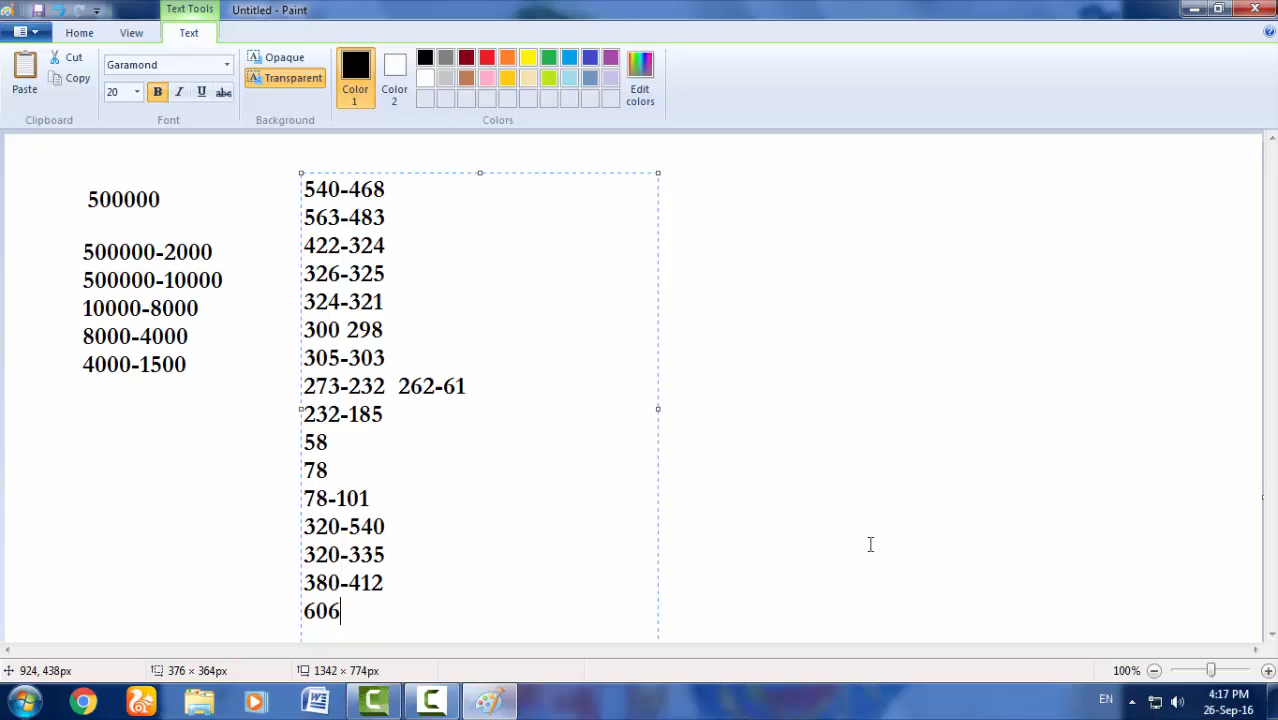 Text Tools
Untitled - Paint
Home
View
Text
Paste
Cut
Copy
Clipboard
Garamond
20
B I U abc
Font
Opaque
Transparent
Background
Color 1
Color 2
Edit colors
Colors
500000
500000-2000
500000-10000
10000-8000
8000-4000
4000-1500
540-468
563-483
422-324
326-325
324-321
300 298
305-303
273-232  262-61
232-185
58
78
78-101
320-540
320-335
380-412
606
924, 438px
376 × 364px
1342 × 774px
100%
EN
4:17 PM
26-Sep-16